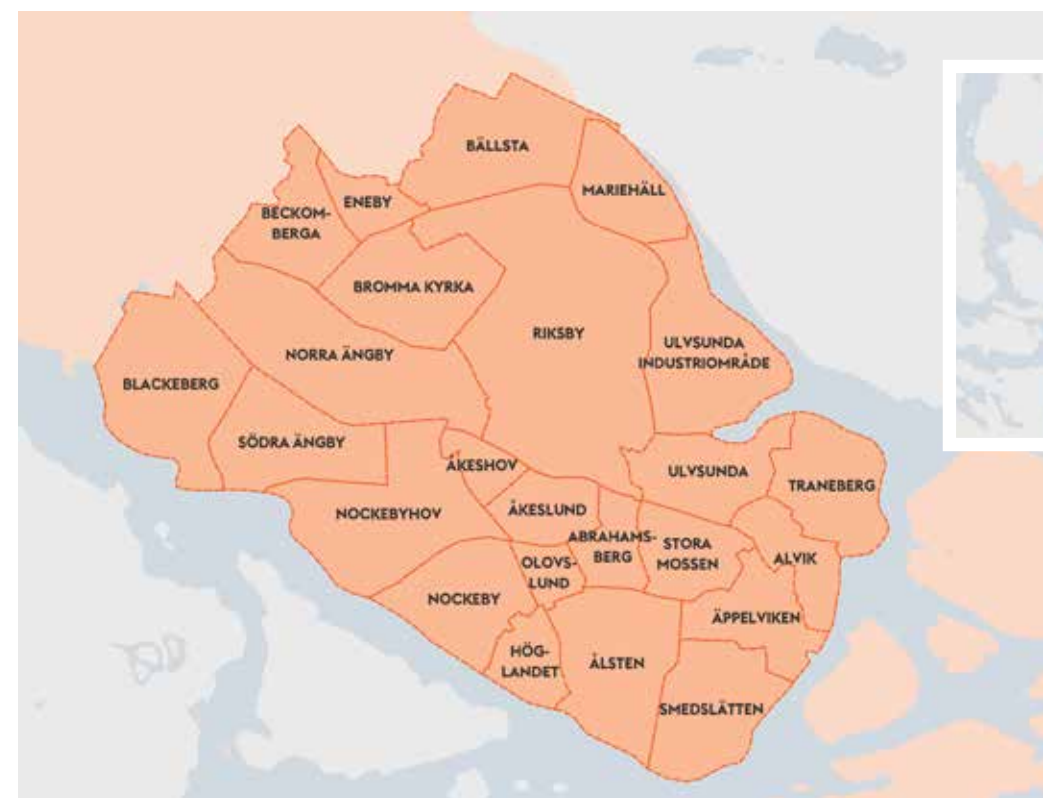 BÄLLSTA
MARIEHÄLL
ENEBY
BECKOM-
BERGA
BROMMA KYRKA
RIKSBY
ULVSUNDA
INDUSTRIOMRÅDE
NORRA ÄNGBY
BLACKEBERG
SÖDRA ÄNGBY
ÅKESHOV
ULVSUNDA
TRANEBERG
NOCKEBYHOV
ÅKESLUND
ABRAHAMS-
BERG
STORA
MOSSEN
ALVIK
OLOVS-
LUND
NOCKEBY
ÄPPELVIKEN
HÖG-
LANDET
ÅLSTEN
SMEDSLÄTTEN